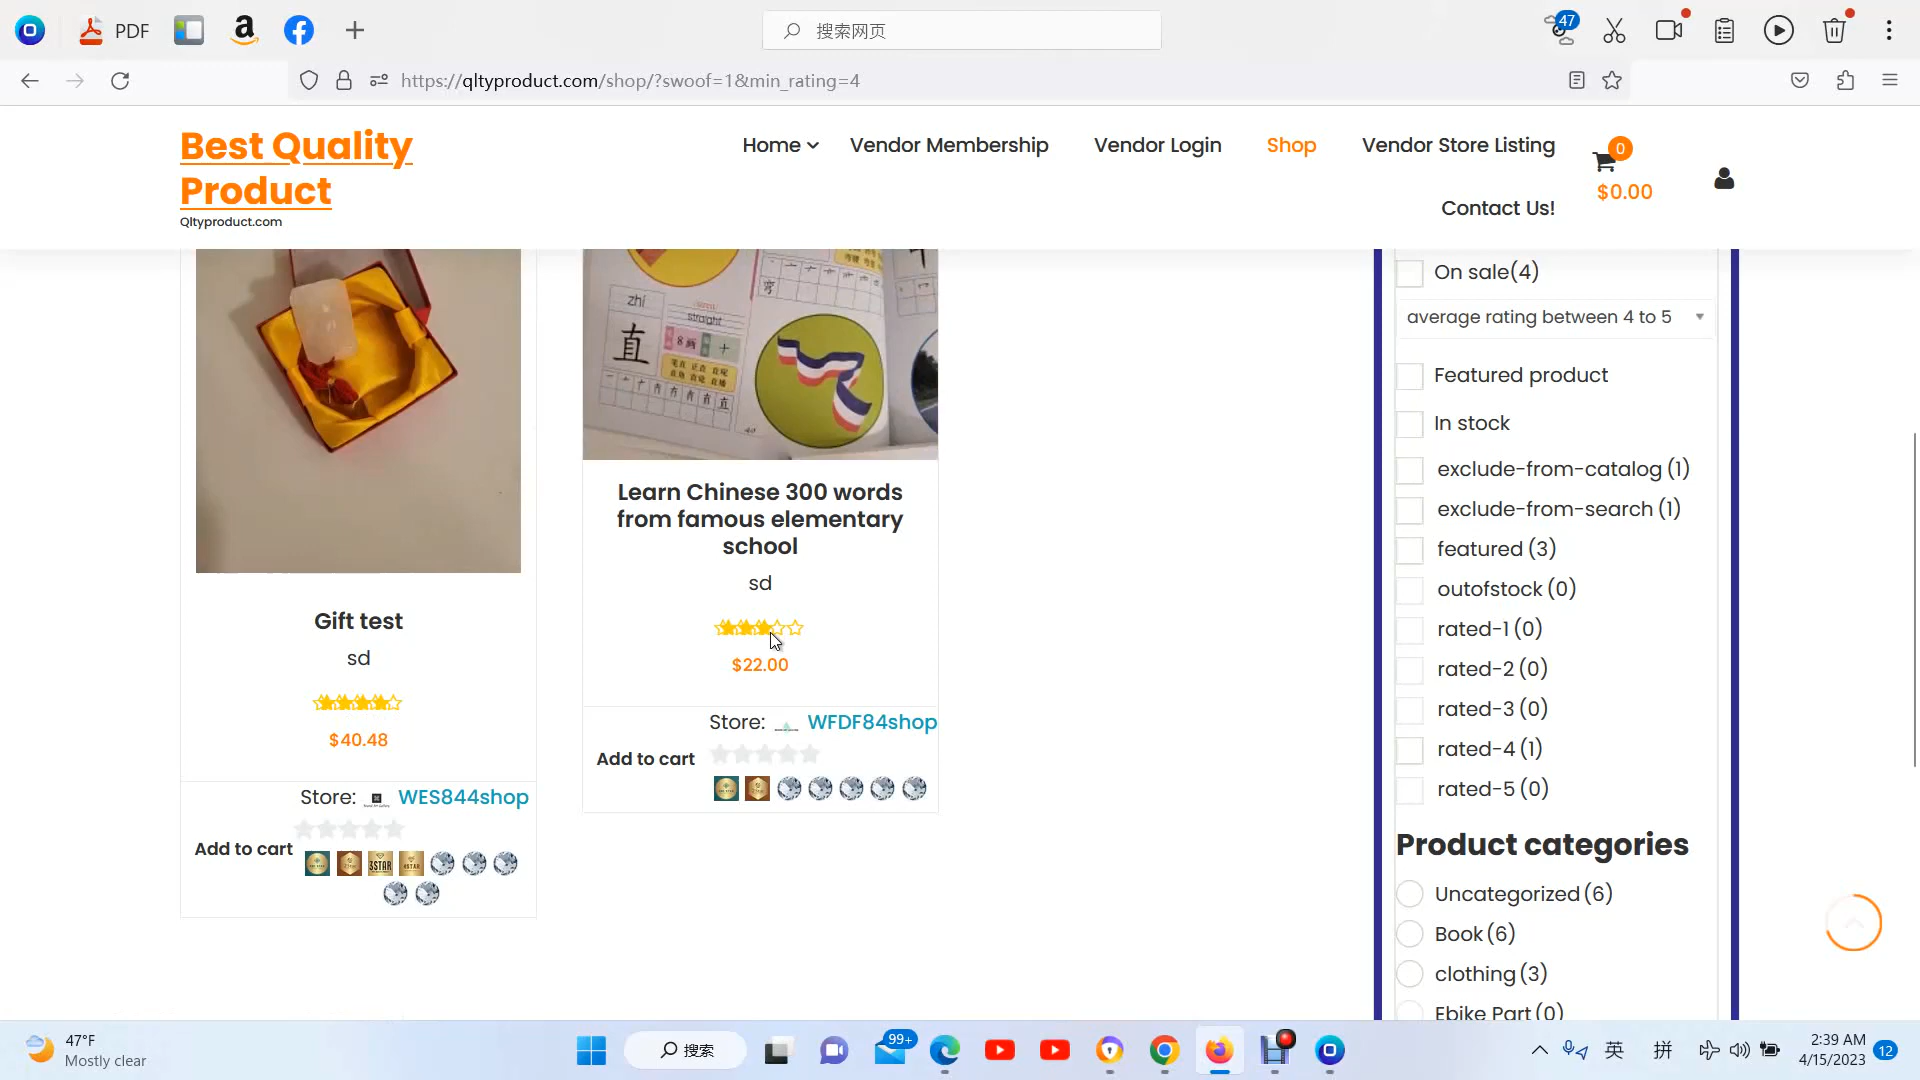 PDF
搜索网页
47
https://qltyproduct.com/shop/?swoof=1&min_rating=4
Best Quality
Product
Qltyproduct.com
Home
Vendor Membership
Vendor Login
Shop
Vendor Store Listing
0
$0.00
Contact Us!
zhí
straight
直
8画
弯
Gift test
sd
$40.48
Add to cart
Store: WES844shop
3STAR
Learn Chinese 300 words
from famous elementary
school
sd
$22.00
Add to cart
Store: WFDF84shop
On sale(4)
average rating between 4 to 5
Featured product
In stock
exclude-from-catalog (1)
exclude-from-search (1)
featured (3)
outofstock (0)
rated-1 (0)
rated-2 (0)
rated-3 (0)
rated-4 (1)
rated-5 (0)
Product categories
Uncategorized (6)
Book (6)
clothing (3)
Ebike Part (0)
47°F
Mostly clear
搜索
99+
英
拼
2:39 AM
4/15/2023
12